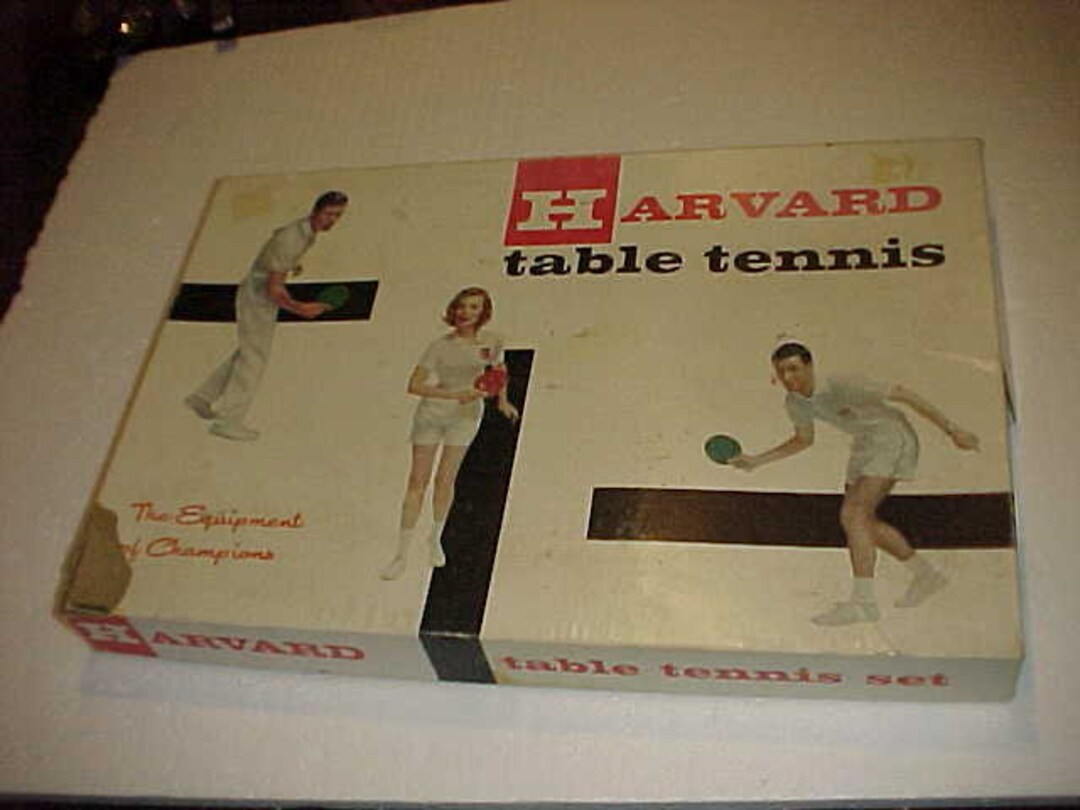 HARVARD
table tennis
The Equipment
of Champions
HARVARD table tennis set